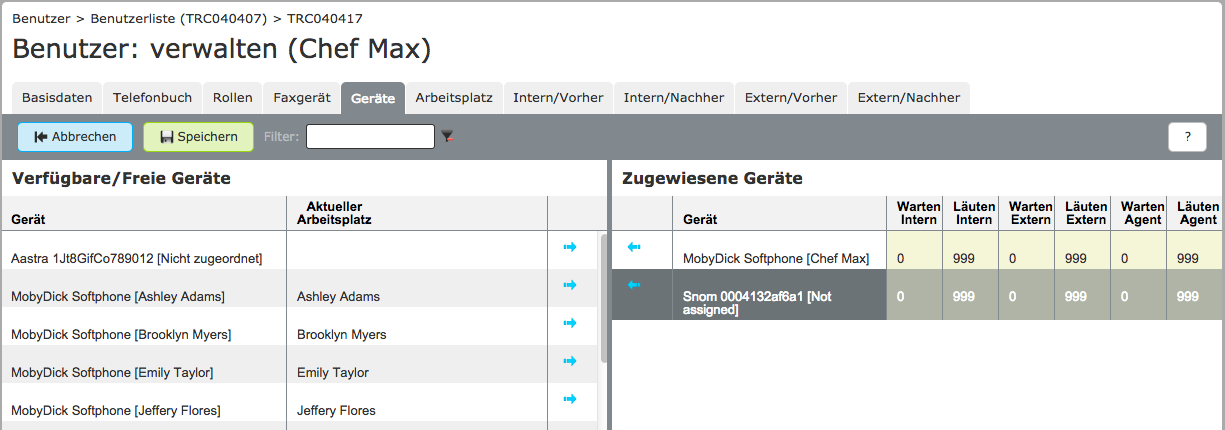 Benutzer > Benutzerliste (TRC040407) > TRC040417
Benutzer: verwalten (Chef Max)
Basisdaten Telefonbuch Rollen Faxgerät Geräte Arbeitsplatz Intern/Vorher Intern/Nachher Extern/Vorher Extern/Nachher
Abbrechen Speichern Filter: ?
Verfügbare/Freie Geräte
Gerät Aktueller Arbeitsplatz
Aastra 1Jt8GifCo789012 [Nicht zugeordnet]
MobyDick Softphone [Ashley Adams] Ashley Adams
MobyDick Softphone [Brooklyn Myers] Brooklyn Myers
MobyDick Softphone [Emily Taylor] Emily Taylor
MobyDick Softphone [Jeffery Flores] Jeffery Flores
Zugewiesene Geräte
Gerät Warten Intern Läuten Intern Warten Extern Läuten Extern Warten Agent Läuten Agent
MobyDick Softphone [Chef Max] 0 999 0 999 0 999
Snom 0004132af6a1 [Not 0 999 0 999 0 999
assigned]